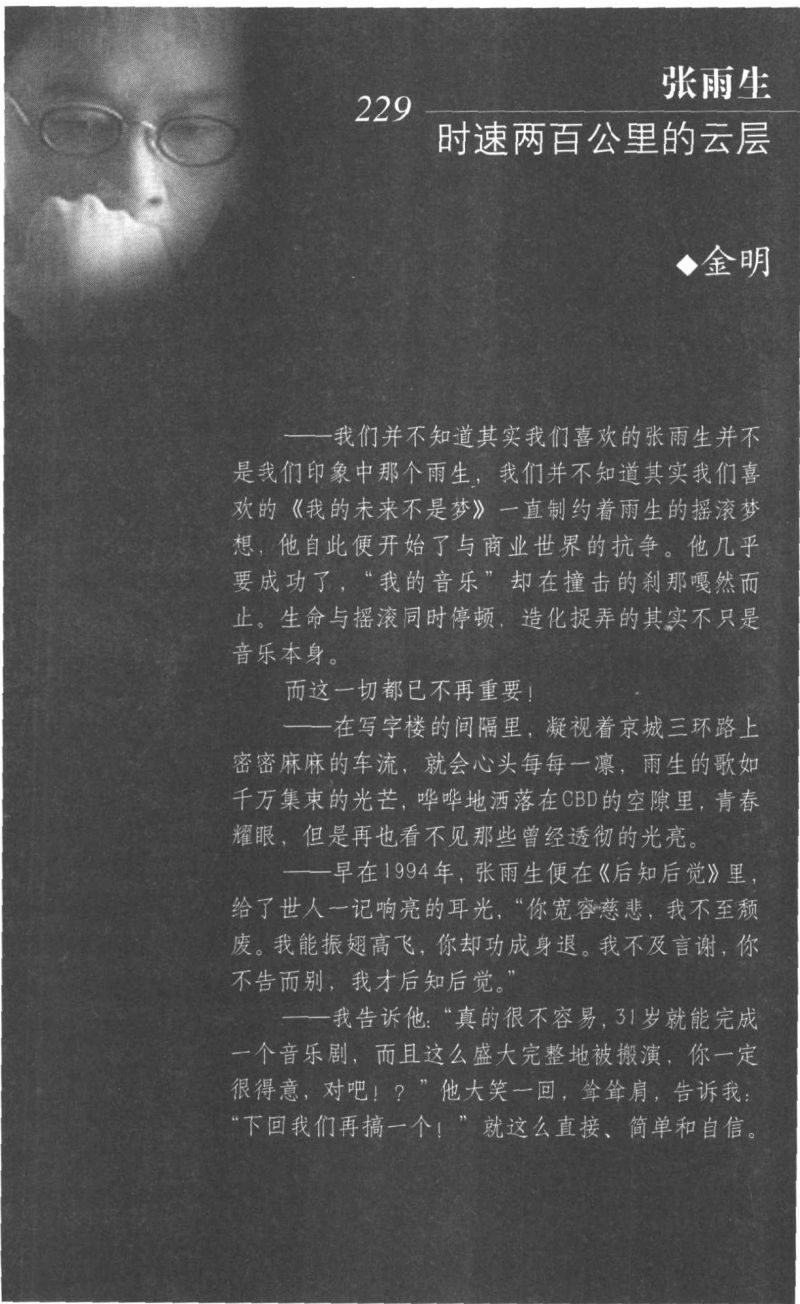 张雨生
229
时速两百公里的云层
◆金明
——我们并不知道其实我们喜欢的张雨生并不
是我们印象中那个雨生，我们并不知道其实我们喜
欢的《我的未来不是梦》一直制约着雨生的摇滚梦
想，他自此便开始了与商业世界的抗争。他几乎
要成功了，“我的音乐”却在撞击的刹那嘎然而
止。生命与摇滚同时停顿，造化捉弄的其实不只是
音乐本身。
而这一切都已不再重要！
——在写字楼的间隔里，凝视着京城三环路上
密密麻麻的车流，就会心头每每一凛，雨生的歌如
千万集束的光芒，哗哗地洒落在CBD的空隙里，青春
耀眼，但是再也看不见那些曾经透彻的光亮。
——早在1994年，张雨生便在《后知后觉》里，
给了世人一记响亮的耳光，“你宽容慈悲，我不至颓
废。我能振翅高飞，你却功成身退。我不及言谢，你
不告而别，我才后知后觉。”
——我告诉他：“真的很不容易，31岁就能完成
一个音乐剧，而且这么盛大完整地被搬演，你一定
很得意，对吧！？”他大笑一回，耸耸肩，告诉我：
“下回我们再搞一个！”就这么直接、简单和自信。